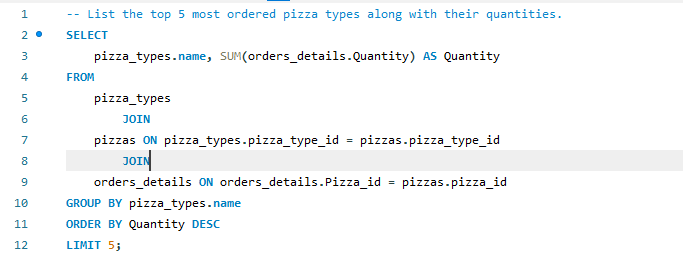 1 -- List the top 5 most ordered pizza types along with their quantities.
2 SELECT
3 pizza_types.name, SUM(orders_details.Quantity) AS Quantity
4 FROM
5 pizza_types
6 JOIN
7 pizzas ON pizza_types.pizza_type_id = pizzas.pizza_type_id
8 JOIN
9 orders_details ON orders_details.Pizza_id = pizzas.pizza_id
10 GROUP BY pizza_types.name
11 ORDER BY Quantity DESC
12 LIMIT 5;